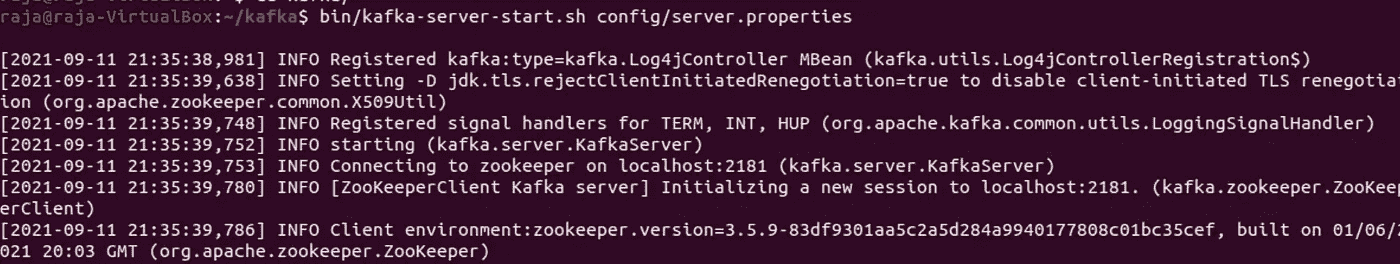 raja@raja-VirtualBox:~/kafka$ bin/kafka-server-start.sh config/server.properties
[2021-09-11 21:35:38,981] INFO Registered kafka:type=kafka.Log4jController MBean (kafka.utils.Log4jControllerRegistration$)
[2021-09-11 21:35:39,638] INFO Setting -D jdk.tls.rejectClientInitiatedRenegotiation=true to disable client-initiated TLS renegotiat
ion (org.apache.zookeeper.common.X509Util)
[2021-09-11 21:35:39,748] INFO Registered signal handlers for TERM, INT, HUP (org.apache.kafka.common.utils.LoggingSignalHandler)
[2021-09-11 21:35:39,752] INFO starting (kafka.server.KafkaServer)
[2021-09-11 21:35:39,753] INFO Connecting to zookeeper on localhost:2181 (kafka.server.KafkaServer)
[2021-09-11 21:35:39,780] INFO [ZooKeeperClient Kafka server] Initializing a new session to localhost:2181. (kafka.zookeeper.ZooKee
erClient)
[2021-09-11 21:35:39,786] INFO Client environment:zookeeper.version=3.5.9-83df9301aa5c2a5d284a9940177808c01bc35cef, built on 01/06/2
021 20:03 GMT (org.apache.zookeeper.ZooKeeper)